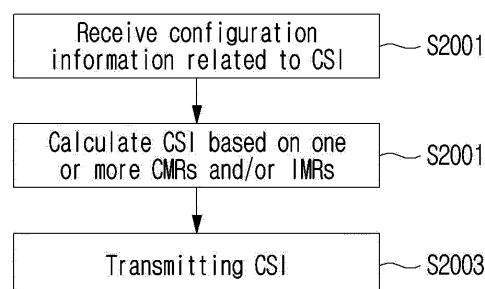 Receive configuration
information related to CSI
S2001
Calculate CSI based on one
or more CMRs and/or IMRs
S2001
Transmitting CSI
S2003